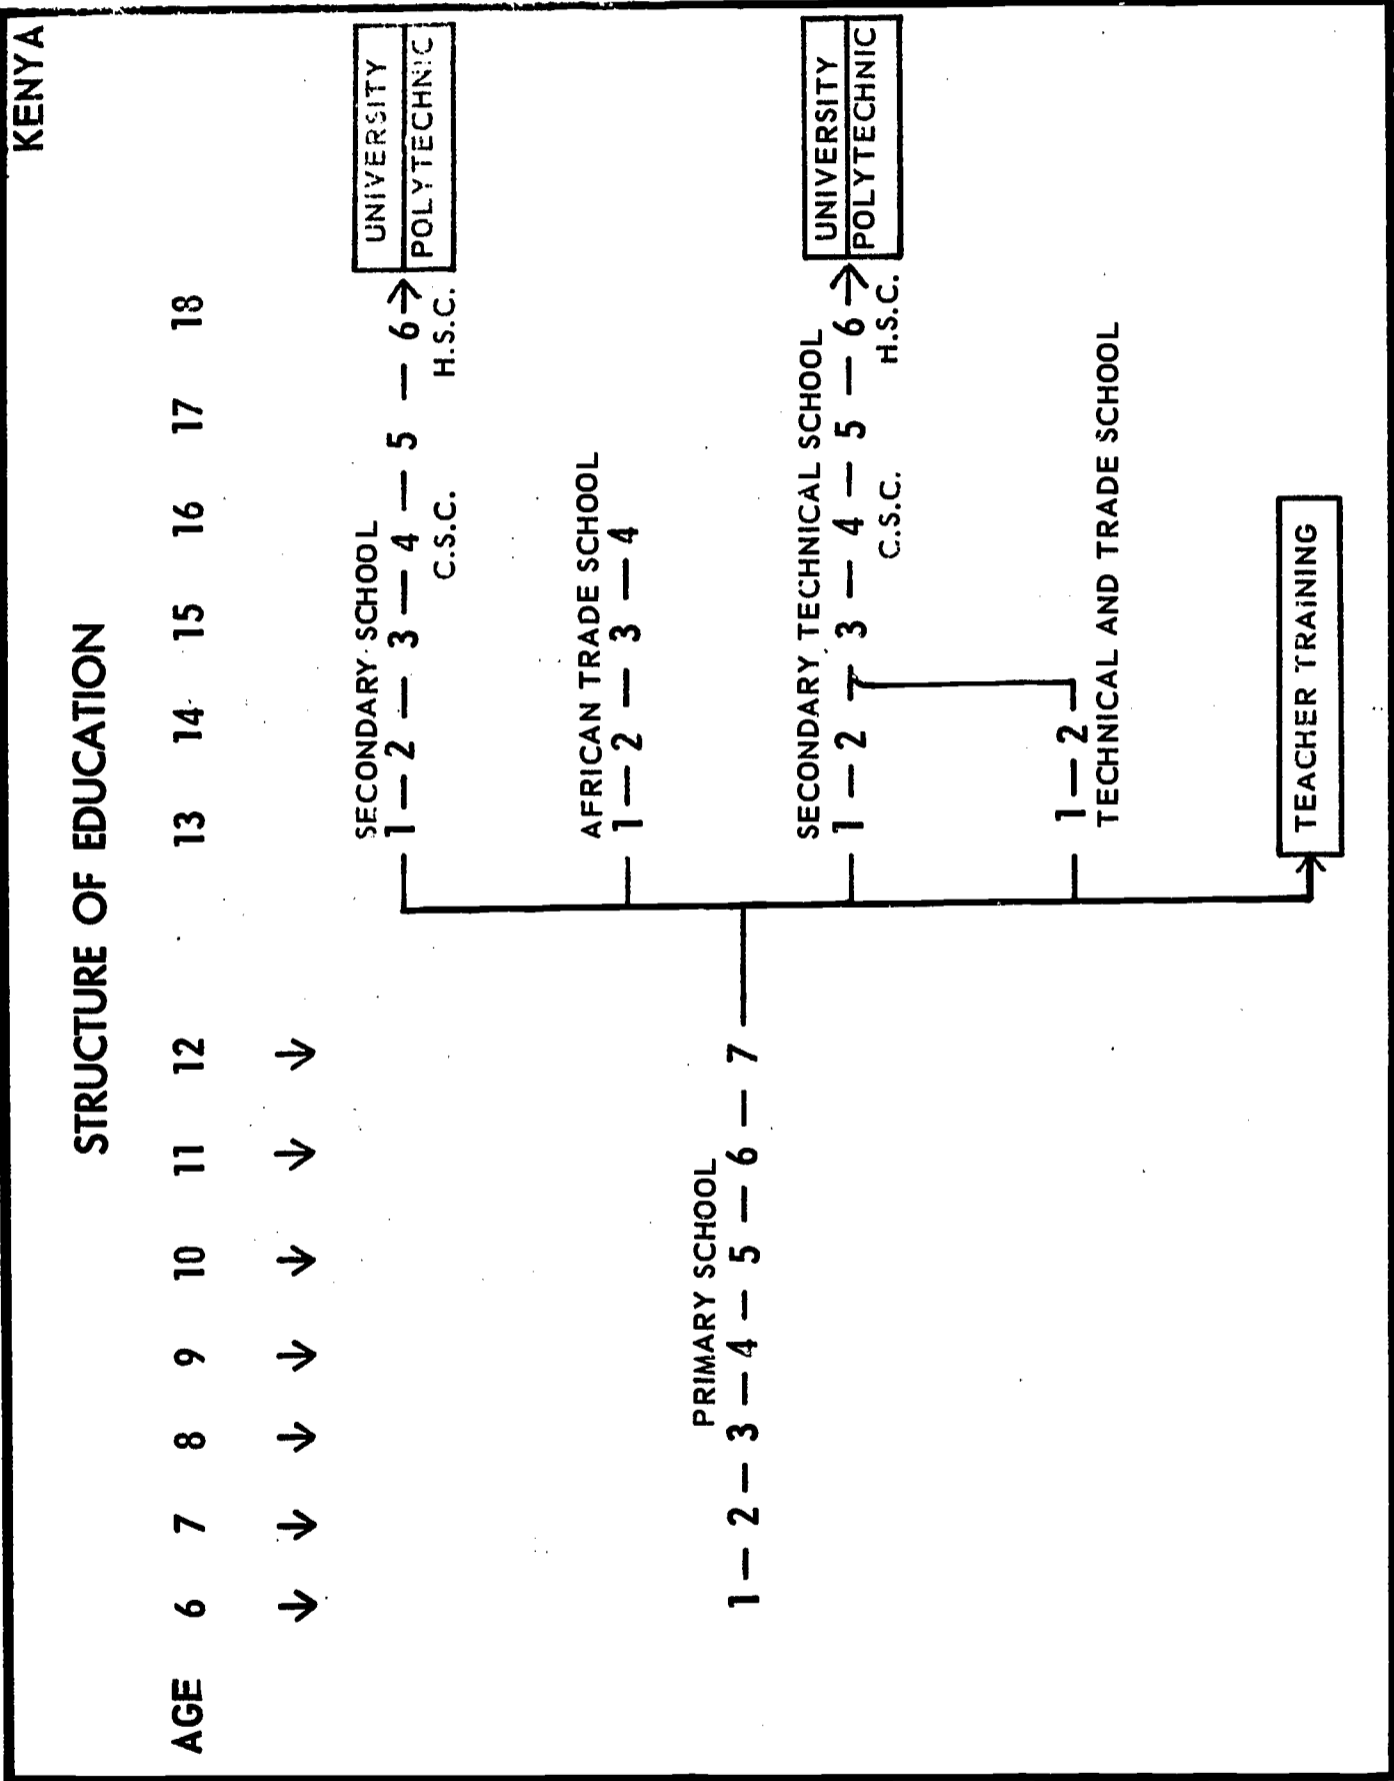 KENYA
STRUCTURE OF EDUCATION
AGE 6 7 8 9 10 11 12 13 14 15 16 17 18
SECONDARY SCHOOL
1 — 2 — 3 — 4 — 5 — 6
C.S.C. H.S.C.
UNIVERSITY
POLYTECHNIC
AFRICAN TRADE SCHOOL
1 — 2 — 3 — 4
PRIMARY SCHOOL
1 — 2 — 3 — 4 — 5 — 6 — 7
SECONDARY TECHNICAL SCHOOL
1 — 2 — 3 — 4 — 5 — 6
C.S.C. H.S.C.
UNIVERSITY
POLYTECHNIC
1 — 2
TECHNICAL AND TRADE SCHOOL
TEACHER TRAINING